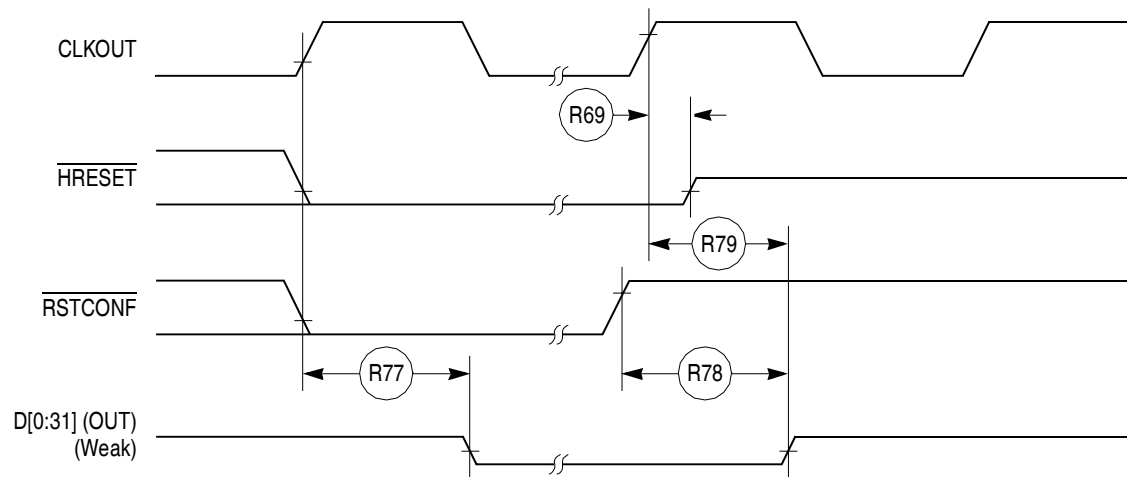 CLKOUT
R69
HRESET
R79
RSTCONF
R77
R78
D[0:31] (OUT)
(Weak)